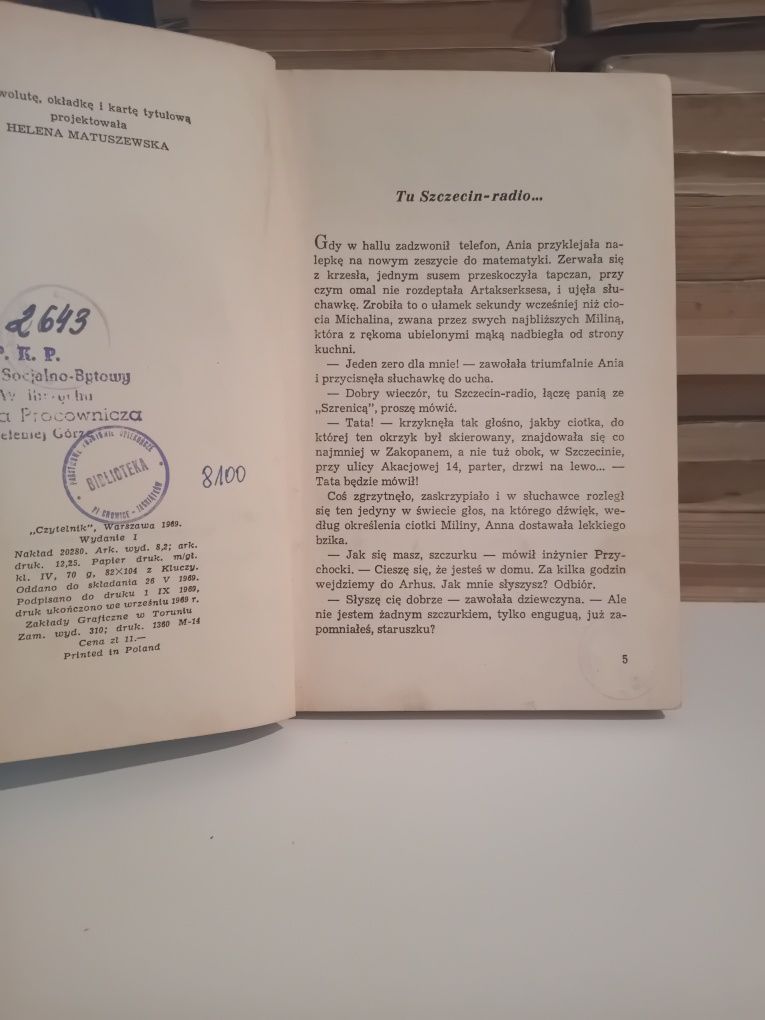 wolutę, okładkę i kartę tytułową
projektowała
HELENA MATUSZEWSKA
2643
P. K. P.
Socjalno-Bytowy
a Pracownicza
eleniej Górze
BIBLIOTEKA
8100
„Czytelnik”, Warszawa 1969.
Wydanie I
Nakład 20280. Ark. wyd. 8,2; ark.
druk. 12,25. Papier druk. m/gł.
kl. IV, 70 g, 82×104 z Kluczy.
Oddano do składania 26 V 1969.
Podpisano do druku 1 IX 1969,
druk ukończono we wrześniu 1969 r.
Zakłady Graficzne w Toruniu
Zam. wyd. 310; druk. 1360 M-14
Cena zł 11.—
Printed in Poland
Tu Szczecin-radio...
Gdy w hallu zadzwonił telefon, Ania przyklejała na-
lepkę na nowym zeszycie do matematyki. Zerwała się
z krzesła, jednym susem przeskoczyła tapczan, przy
czym omal nie rozdeptała Artakserksesa, i ujęła słu-
chawkę. Zrobiła to o ułamek sekundy wcześniej niż cio-
cia Michalina, zwana przez swych najbliższych Miliną,
która z rękoma ubielonymi mąką nadbiegła od strony
kuchni.
— Jeden zero dla mnie! — zawołała triumfalnie Ania
i przycisnęła słuchawkę do ucha.
— Dobry wieczór, tu Szczecin-radio, łączę panią ze
„Szrenicą”, proszę mówić.
— Tata! — krzyknęła tak głośno, jakby ciotka, do
której ten okrzyk był skierowany, znajdowała się co
najmniej w Zakopanem, a nie tuż obok, w Szczecinie,
przy ulicy Akacjowej 14, parter, drzwi na lewo... —
Tata będzie mówił!
Coś zgrzytnęło, zaskrzypiało i w słuchawce rozległ
się ten jedyny w świecie głos, na którego dźwięk, we-
dług określenia ciotki Miliny, Anna dostawała lekkiego
bzika.
— Jak się masz, szczurku — mówił inżynier Przy-
chocki. — Cieszę się, że jesteś w domu. Za kilka godzin
wejdziemy do Arhus. Jak mnie słyszysz? Odbiór.
— Słyszę cię dobrze — zawołała dziewczyna. — Ale
nie jestem żadnym szczurkiem, tylko enguguą, już za-
pomniałeś, staruszku?
5